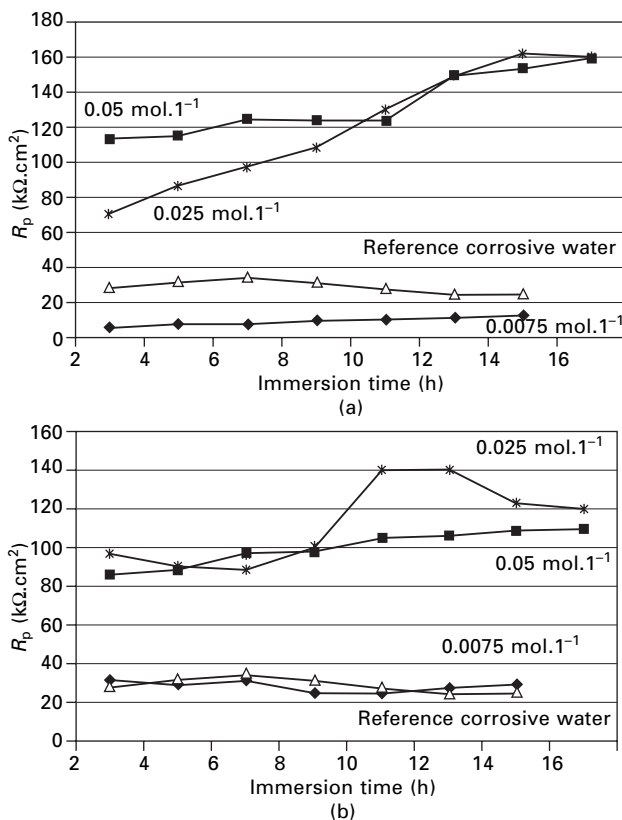 180
160
140
120
100
80
60
40
20
0
Rp (kΩ.cm²)
0.05 mol.1⁻¹
0.025 mol.1⁻¹
Reference corrosive water
0.0075 mol.1⁻¹
2 4 6 8 10 12 14 16
Immersion time (h)
(a)
160
140
120
100
80
60
40
20
0
Rp (kΩ.cm²)
0.025 mol.1⁻¹
0.05 mol.1⁻¹
0.0075 mol.1⁻¹
Reference corrosive water
2 4 6 8 10 12 14 16
Immersion time (h)
(b)